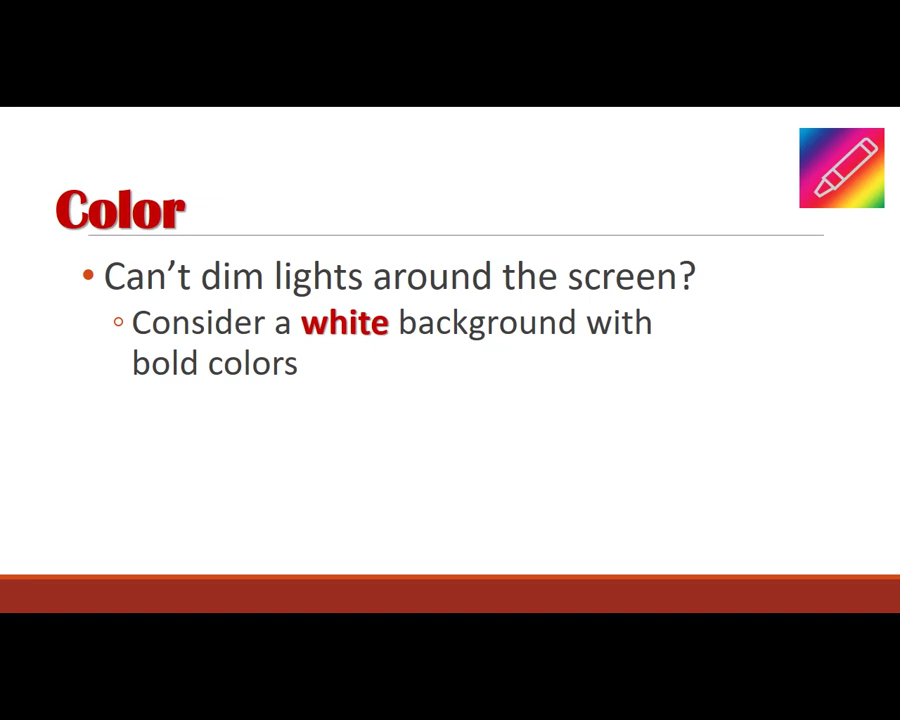 Color
• Can’t dim lights around the screen?
◦ Consider a white background with
bold colors